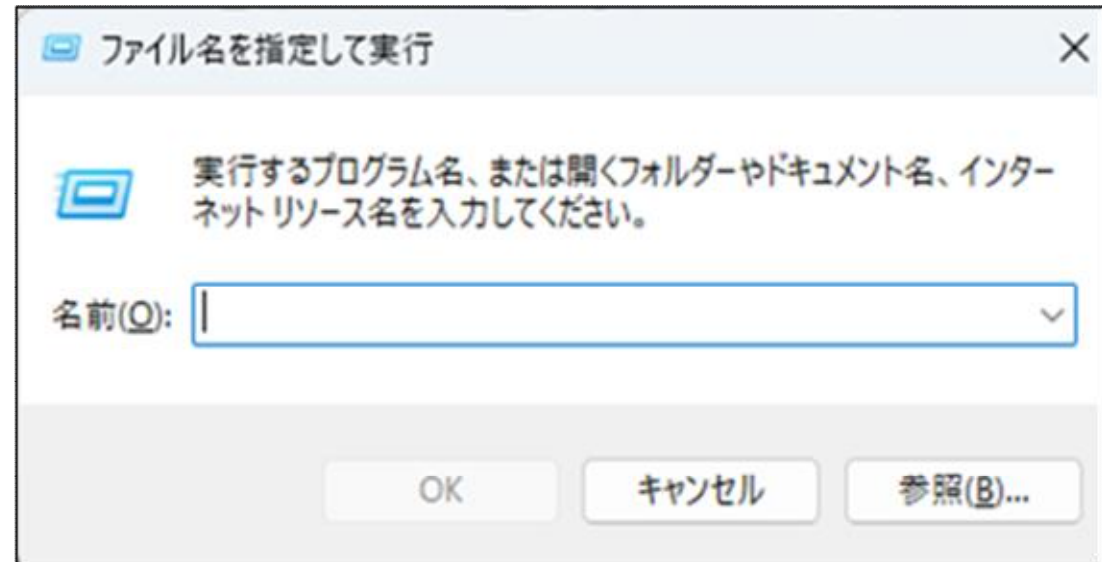 ファイル名を指定して実行
実行するプログラム名、または開くフォルダーやドキュメント名、インター
ネット リソース名を入力してください。
名前(O):
OK キャンセル 参照(B)...